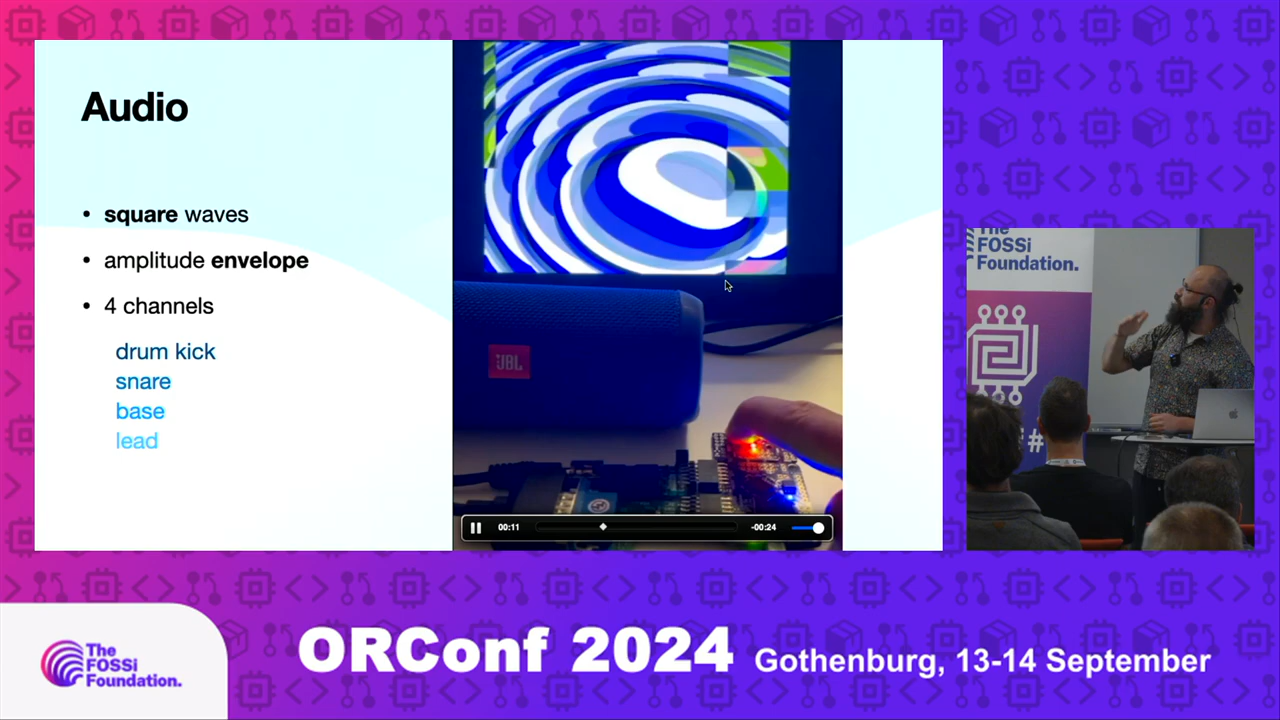 Audio
• square waves
• amplitude envelope
• 4 channels
drum kick
snare
base
lead
JBL
00:11
-00:24
The
FOSSi
Foundation.
#
The
FOSSi
Foundation.
ORConf 2024 Gothenburg, 13-14 September